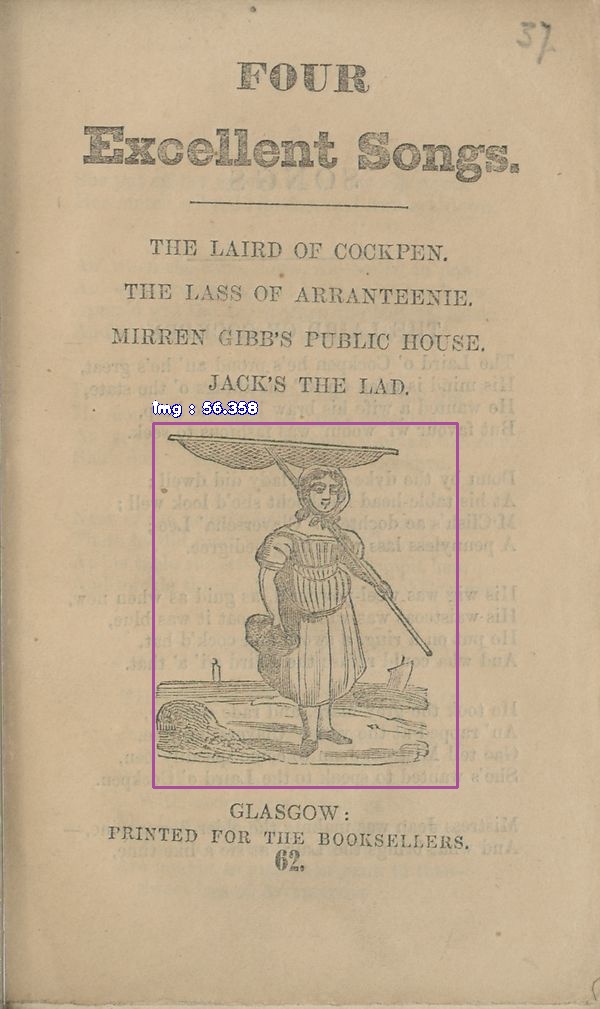 37
FOUR
Excellent Songs.
THE LAIRD OF COCKPEN.
THE LASS OF ARRANTEENIE.
MIRREN GIBB'S PUBLIC HOUSE.
JACK'S THE LAD.
img : 56.358
GLASGOW:
PRINTED FOR THE BOOKSELLERS.
62.